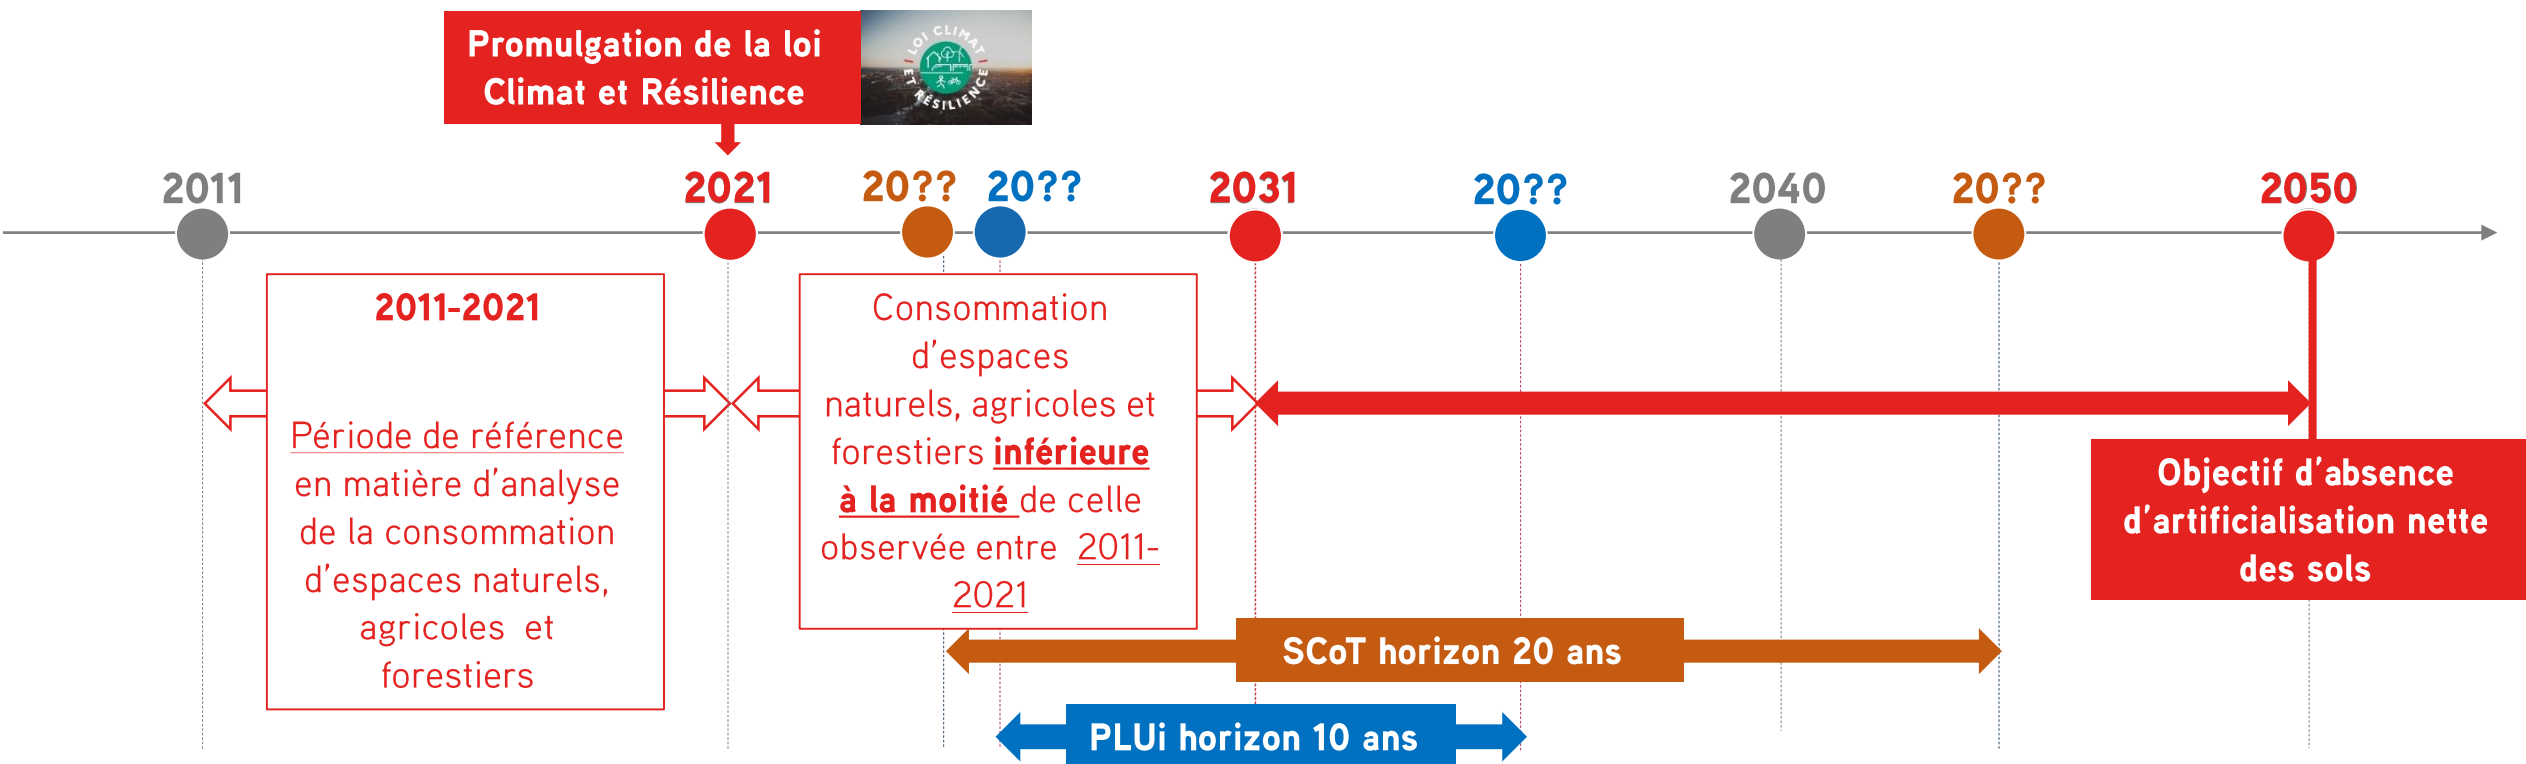 Promulgation de la loi
Climat et Résilience
LOI CLIMAT
ET RÉSILIENCE
2011
2021
20??
20??
2031
20??
2040
20??
2050
2011-2021
Période de référence
en matière d'analyse
de la consommation
d'espaces naturels,
agricoles et
forestiers
Consommation
d'espaces
naturels, agricoles et
forestiers inférieure
à la moitié de celle
observée entre 2011-
2021
Objectif d'absence
d'artificialisation nette
des sols
SCoT horizon 20 ans
PLUi horizon 10 ans